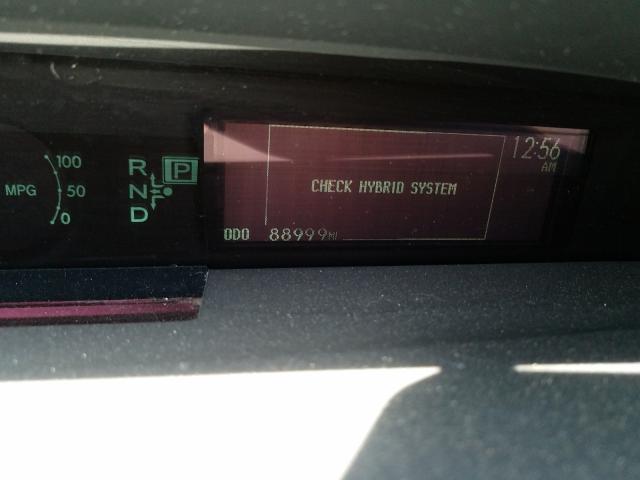 12:56
AM
CHECK HYBRID SYSTEM
ODO 88999 MI
100
MPG 50
0
R P
N
D